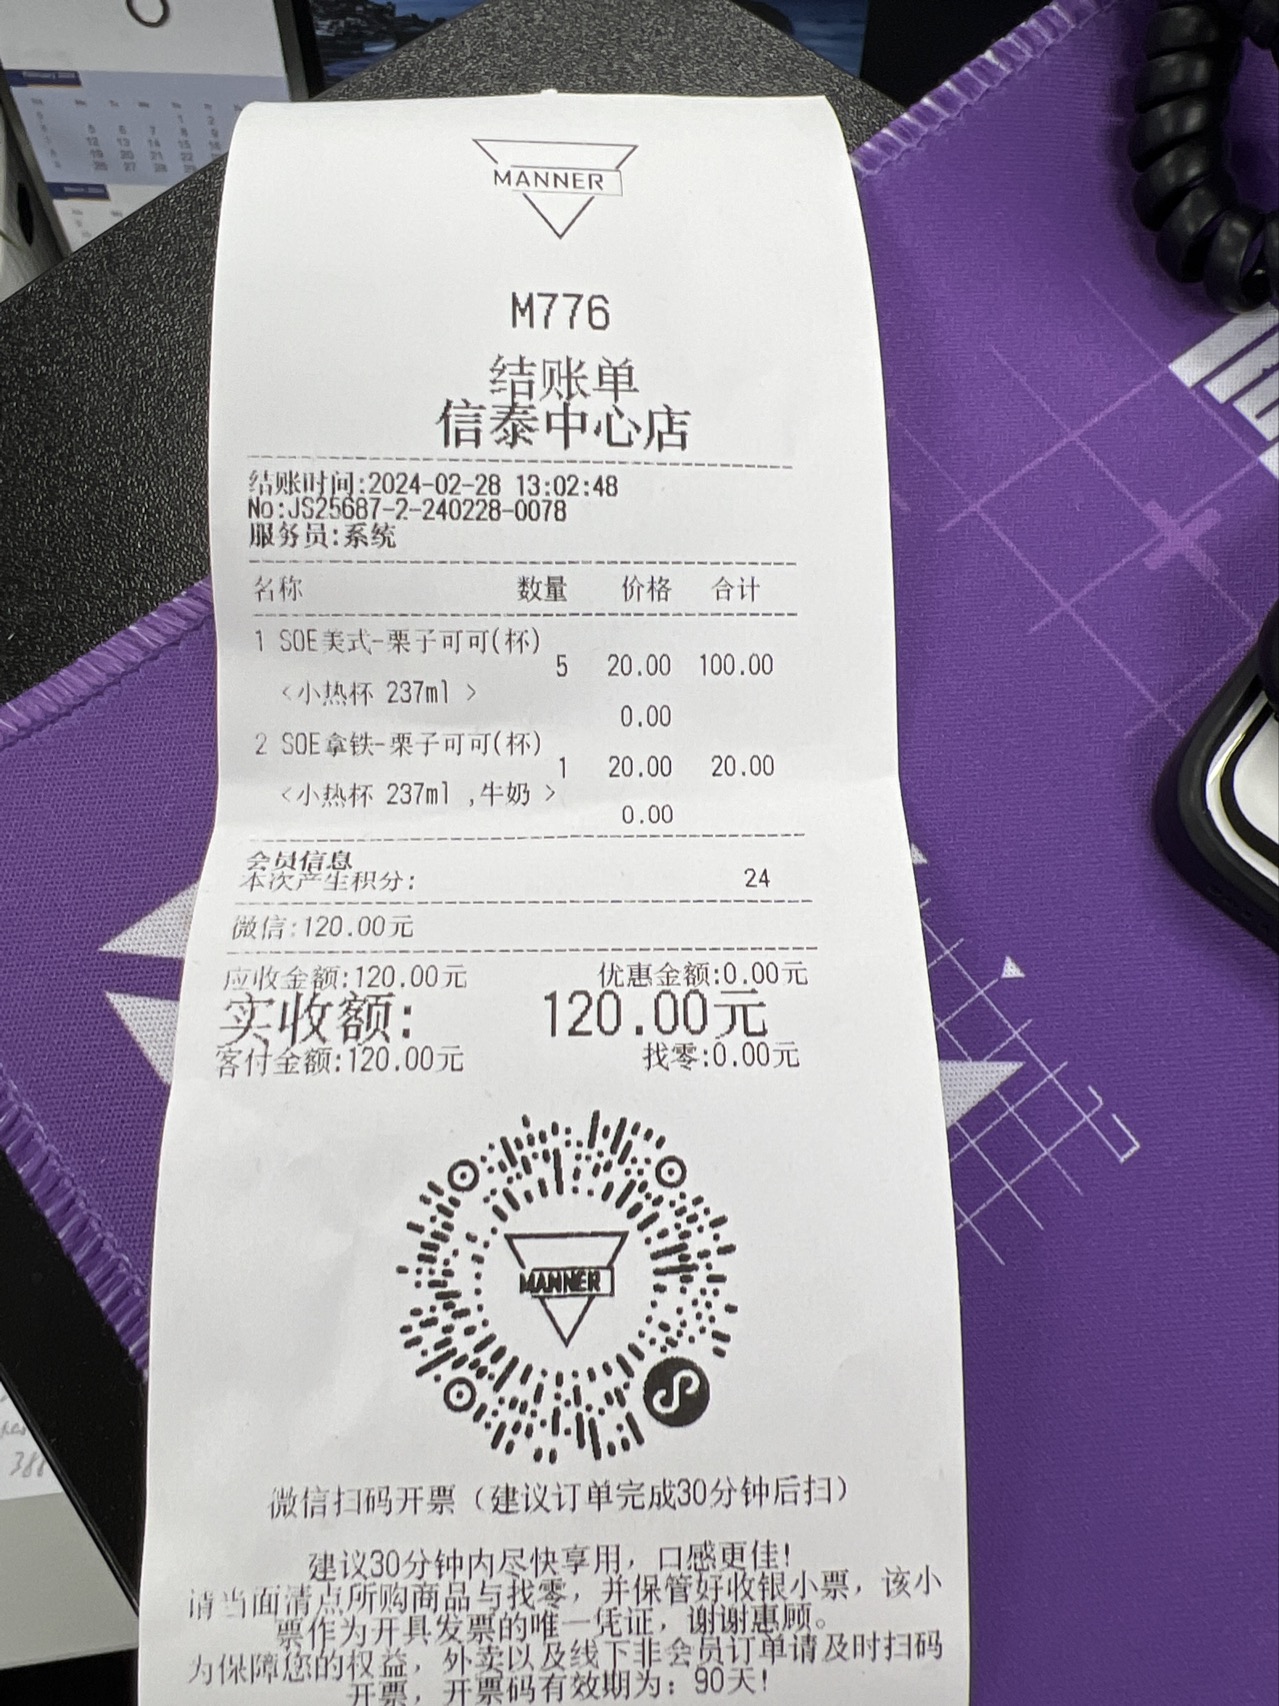 MANNER
M776
结账单
信泰中心店
结账时间:2024-02-28 13:02:48
No:JS25687-2-240228-0078
服务员:系统
名称 数量 价格 合计
1 SOE美式-栗子可可(杯)
5 20.00 100.00
<小热杯 237ml >
0.00
2 SOE拿铁-栗子可可(杯)
1 20.00 20.00
<小热杯 237ml ,牛奶 >
0.00
会员信息
本次产生积分: 24
微信:120.00元
应收金额:120.00元 优惠金额:0.00元
实收额: 120.00元
客付金额:120.00元 找零:0.00元
MANNER
微信扫码开票（建议订单完成30分钟后扫）
建议30分钟内尽快享用，口感更佳！
请当面清点所购商品与找零，并保管好收银小票，该小
票作为开具发票的唯一凭证，谢谢惠顾。
为保障您的权益，外卖以及线下非会员订单请及时扫码
开票，开票码有效期为：90天！